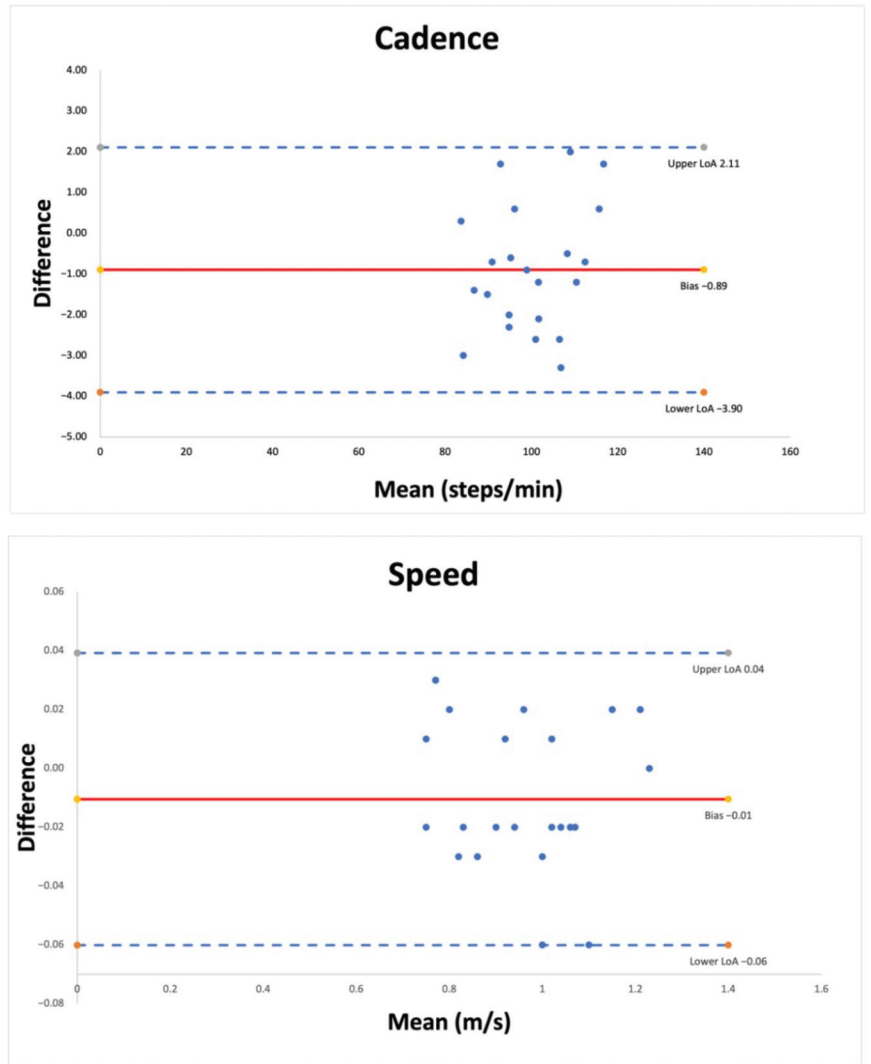 Cadence
4.00
3.00
2.00
1.00
0.00
−1.00
−2.00
−3.00
−4.00
−5.00
Difference
Upper LoA 2.11
Bias −0.89
Lower LoA −3.90
0 20 40 60 80 100 120 140 160
Mean (steps/min)
Speed
0.06
0.04
0.02
0.00
−0.02
−0.04
−0.06
−0.08
Difference
Upper LoA 0.04
Bias −0.01
Lower LoA −0.06
0 0.2 0.4 0.6 0.8 1 1.2 1.4 1.6
Mean (m/s)